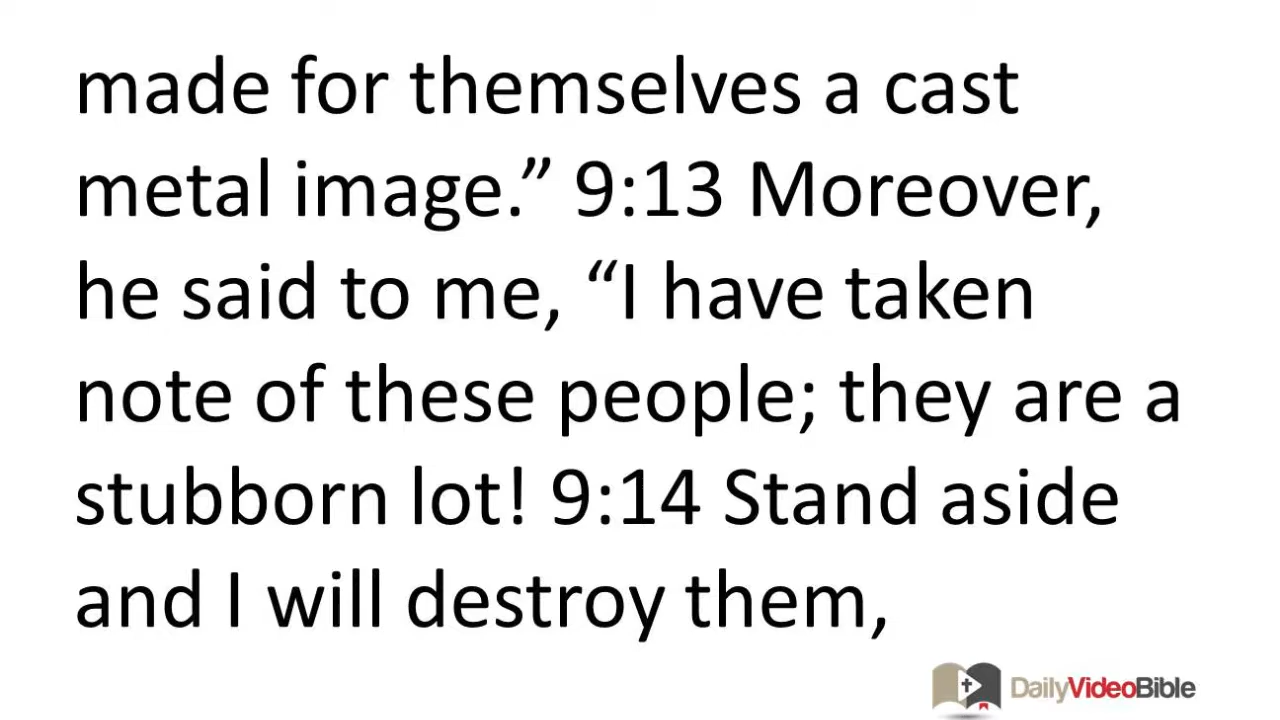 made for themselves a cast
metal image.” 9:13 Moreover,
he said to me, “I have taken
note of these people; they are a
stubborn lot! 9:14 Stand aside
and I will destroy them,
DailyVideoBible